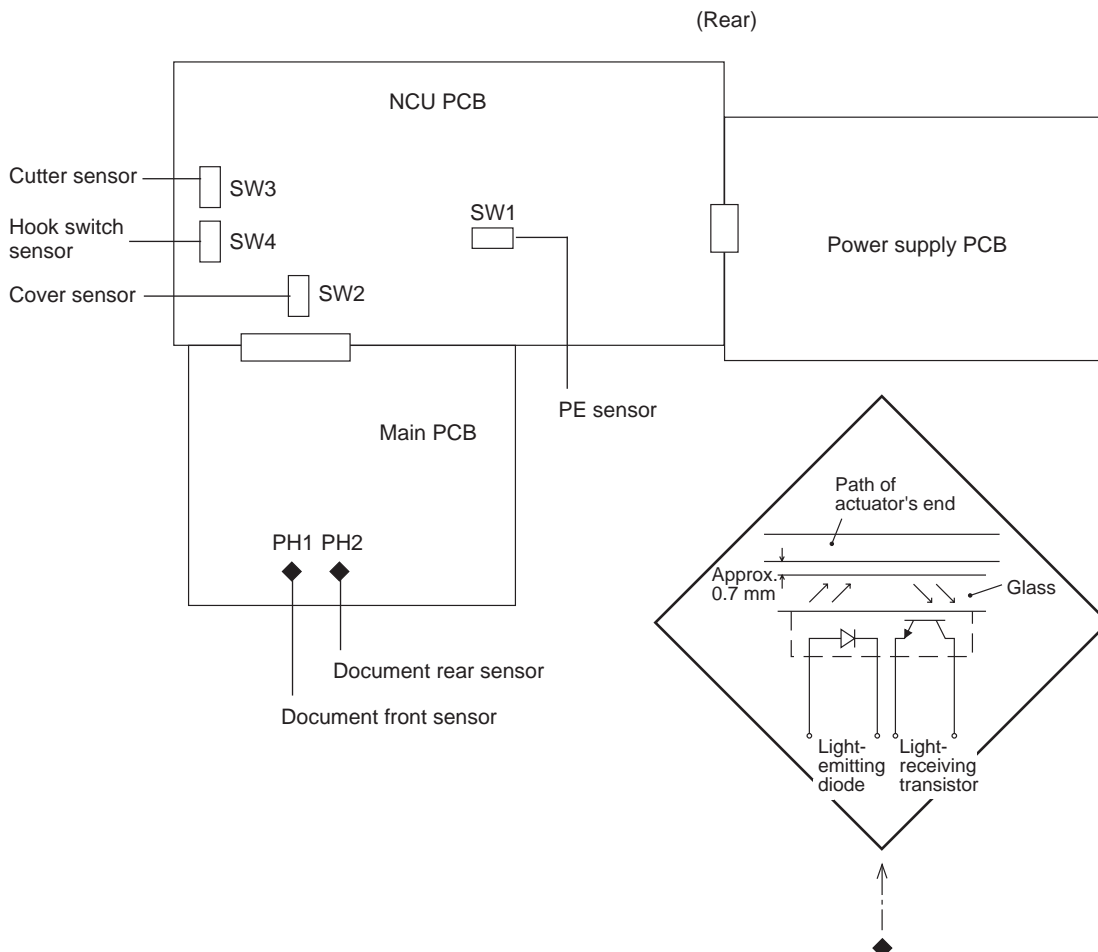 (Rear)
NCU PCB
Cutter sensor
SW3
Hook switch
sensor
SW4
SW1
Power supply PCB
Cover sensor
SW2
PE sensor
Main PCB
PH1 PH2
Document rear sensor
Document front sensor
Path of
actuator's end
Approx.
0.7 mm
Glass
Light-
emitting
diode
Light-
receiving
transistor